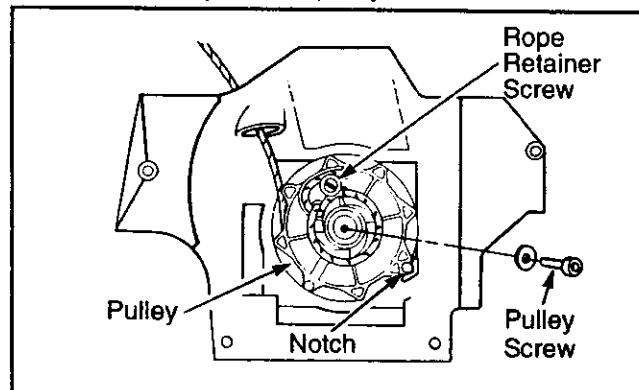 Rope
Retainer
Screw
Pulley
Notch
Pulley
Screw